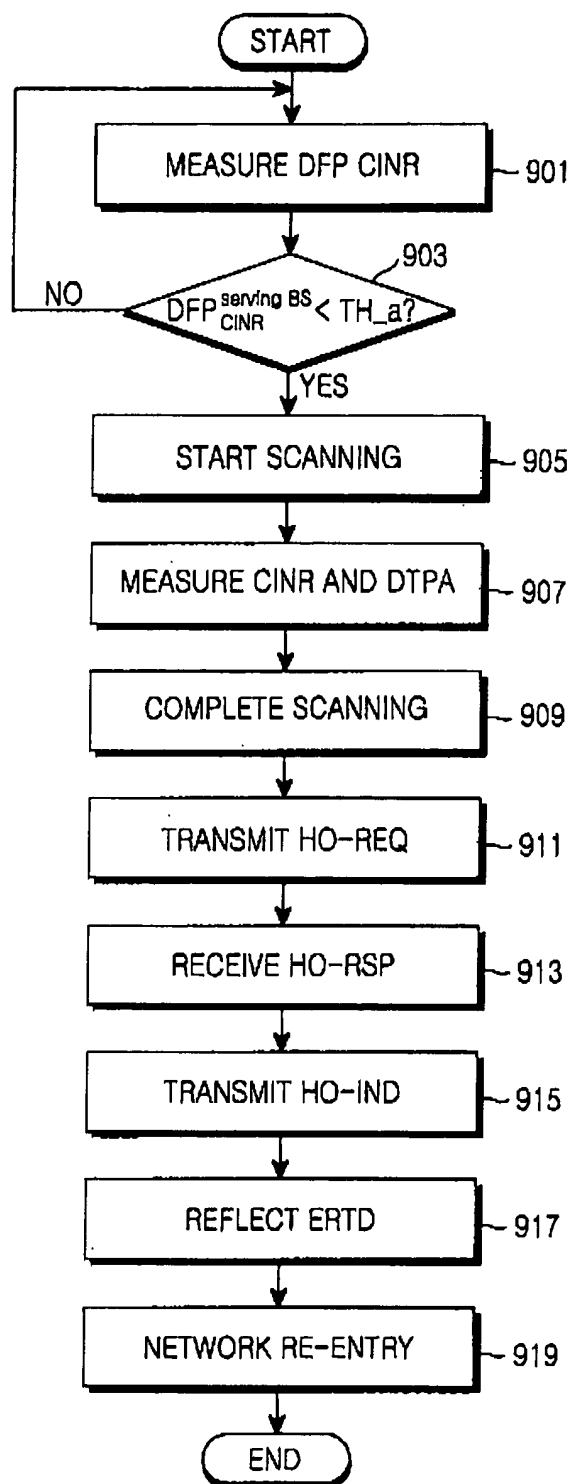 START
MEASURE DFP CINR
901
903
DFP serving BS CINR < TH_a?
NO
YES
START SCANNING
905
MEASURE CINR AND DTPA
907
COMPLETE SCANNING
909
TRANSMIT HO-REQ
911
RECEIVE HO-RSP
913
TRANSMIT HO-IND
915
REFLECT ERTD
917
NETWORK RE-ENTRY
919
END